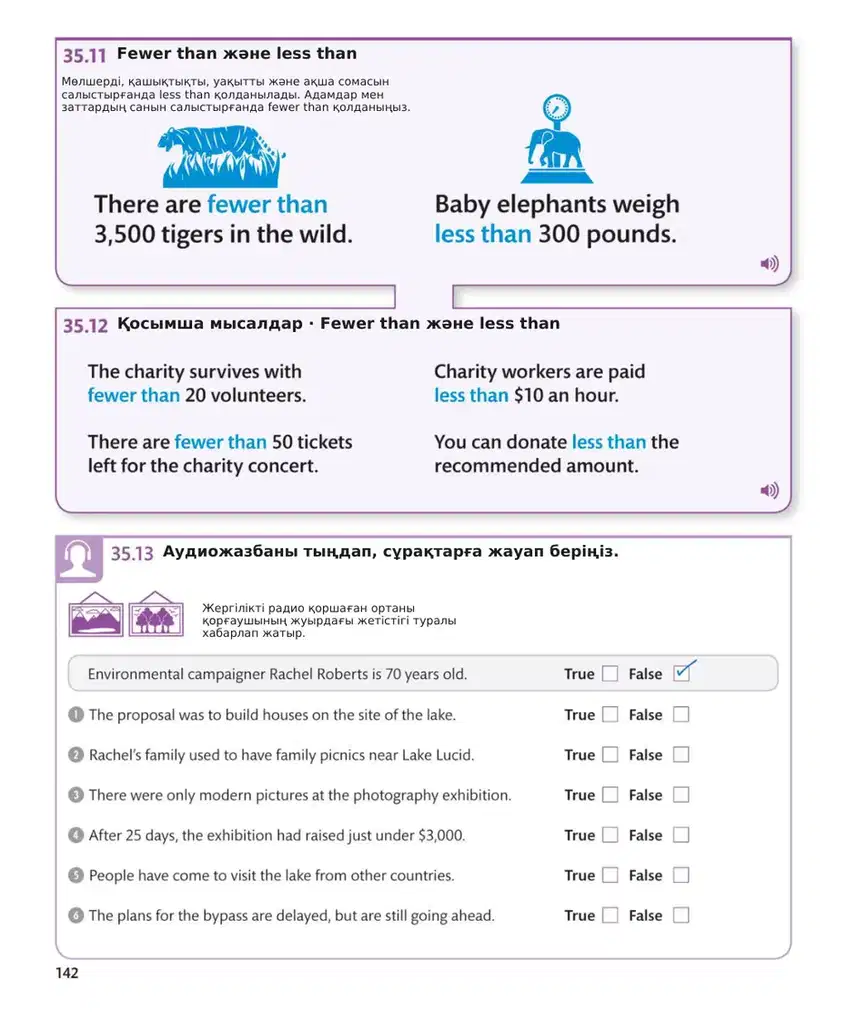 35.11 Fewer than және less than
Мөлшерді, қашықтықты, уақытты және ақша сомасын
салыстырғанда less than қолданылады. Адамдар мен
заттардың санын салыстырғанда fewer than қолданыңыз.
There are fewer than
3,500 tigers in the wild.
Baby elephants weigh
less than 300 pounds.
35.12 Қосымша мысалдар · Fewer than және less than
The charity survives with
fewer than 20 volunteers.
Charity workers are paid
less than $10 an hour.
There are fewer than 50 tickets
left for the charity concert.
You can donate less than the
recommended amount.
35.13 Аудиожазбаны тыңдап, сұрақтарға жауап беріңіз.
Жергілікті радио қоршаған ортаны
қорғаушының жуырдағы жетістігі туралы
хабарлап жатыр.
Environmental campaigner Rachel Roberts is 70 years old. True False
1 The proposal was to build houses on the site of the lake. True False
2 Rachel's family used to have family picnics near Lake Lucid. True False
3 There were only modern pictures at the photography exhibition. True False
4 After 25 days, the exhibition had raised just under $3,000. True False
5 People have come to visit the lake from other countries. True False
6 The plans for the bypass are delayed, but are still going ahead. True False
142